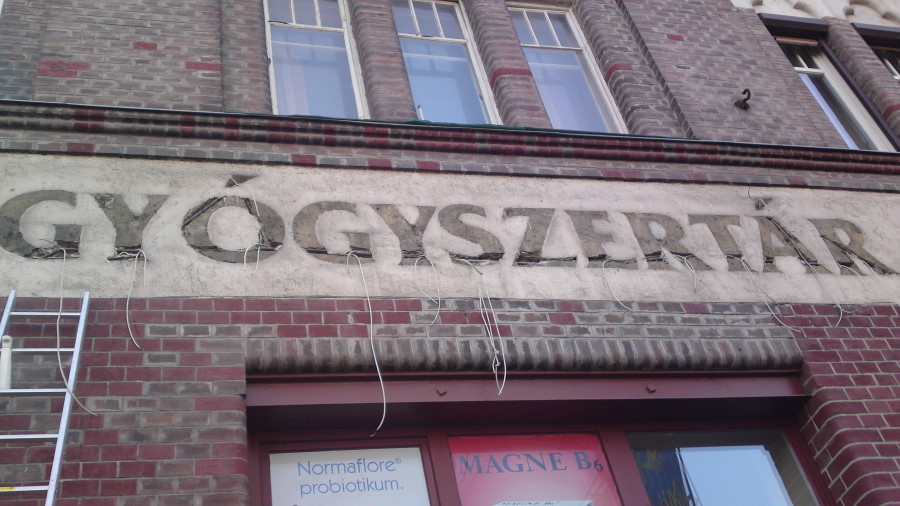 GYÓGYSZERTÁR
Normaflore®
probiotikum.
MAGNE B₆